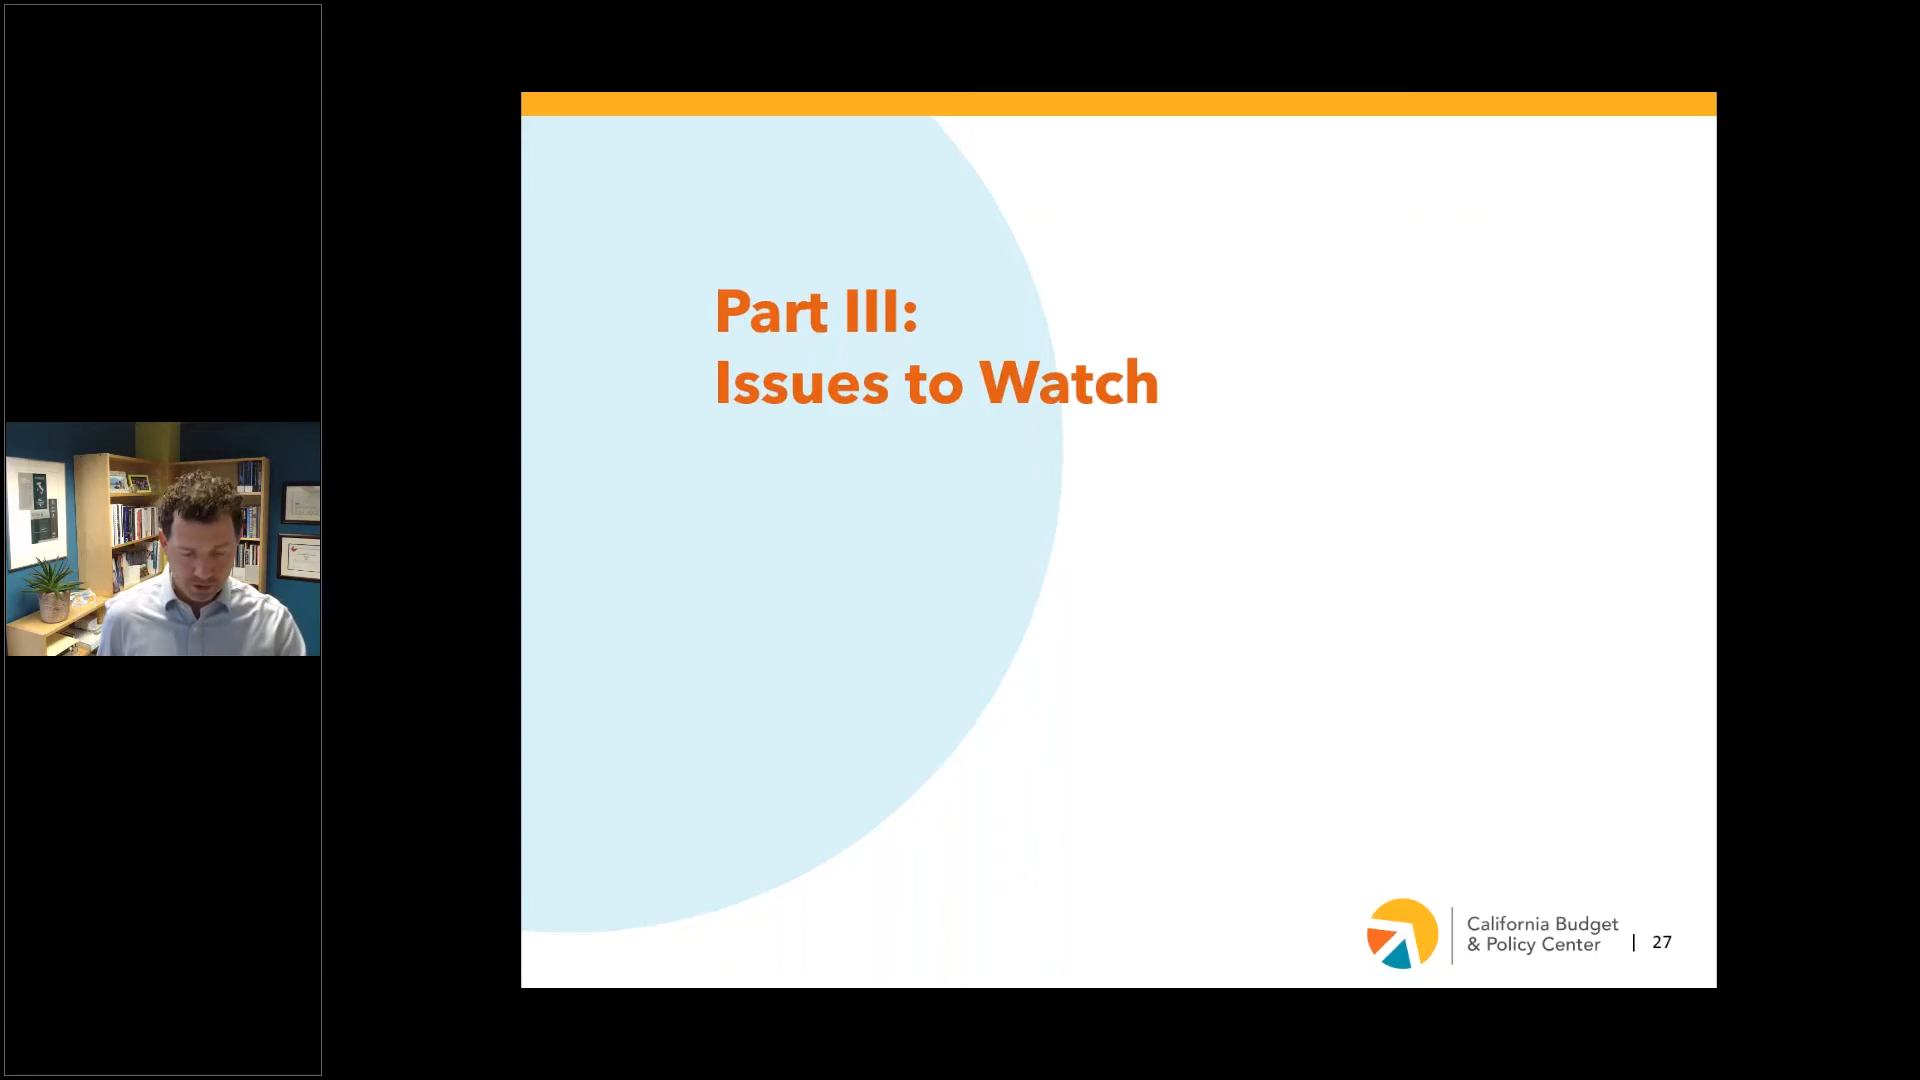 Part III:
Issues to Watch
California Budget
& Policy Center
27